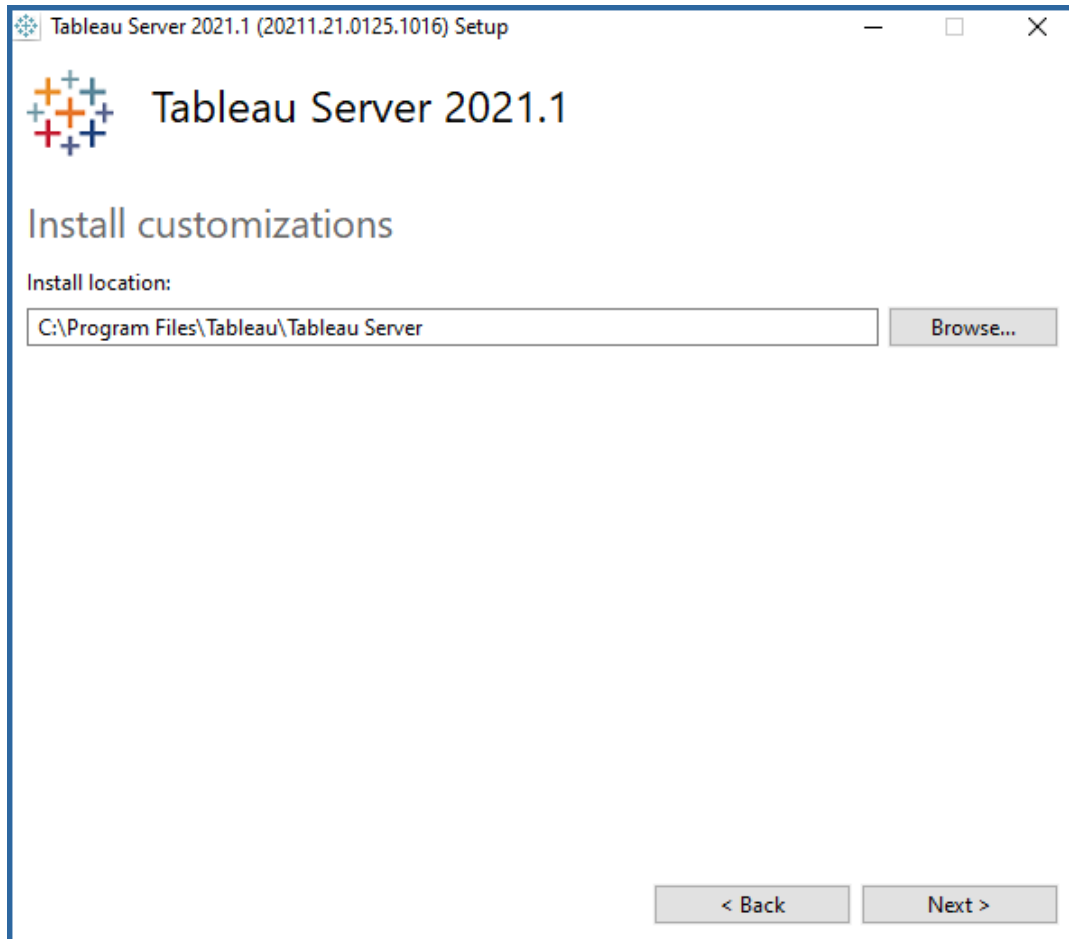 Tableau Server 2021.1 (20211.21.0125.1016) Setup
Tableau Server 2021.1
Install customizations
Install location:
C:\Program Files\Tableau\Tableau Server
Browse...
< Back
Next >